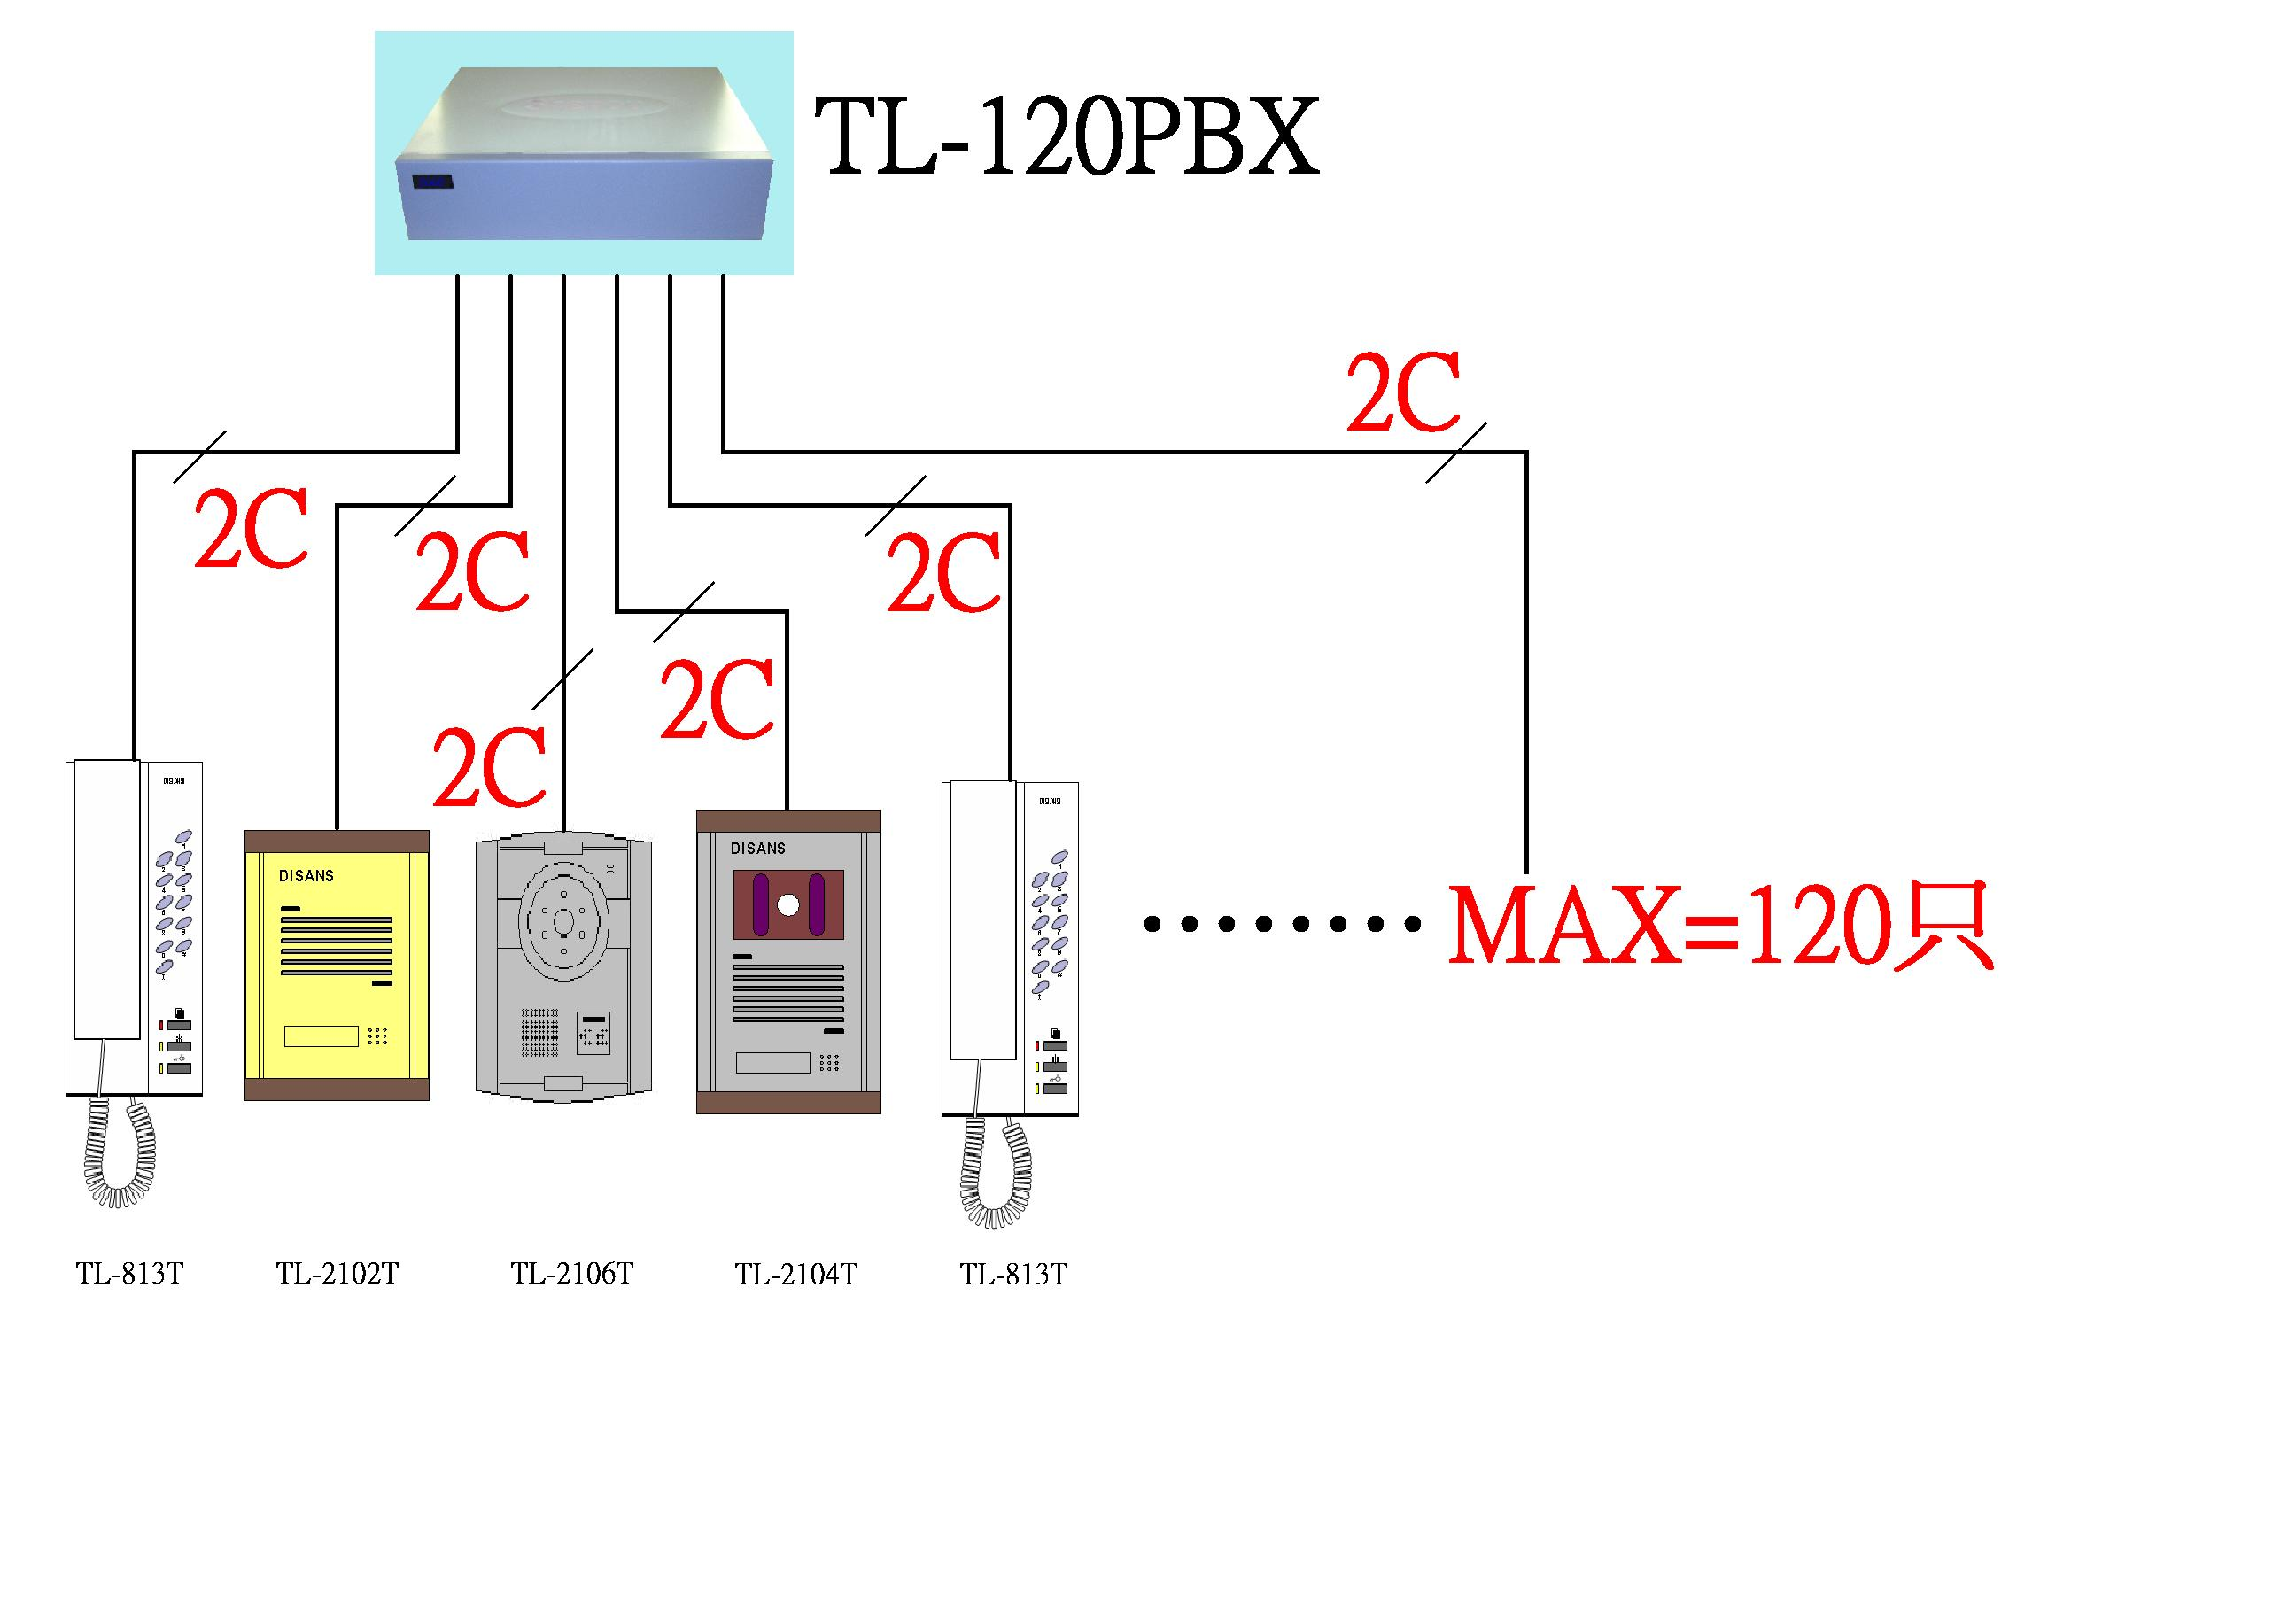 TL-120PBX
2C
2C
2C
2C
2C
2C
DISANS
DISANS
DISANS
DISANS
MAX=120只
TL-813T
TL-2102T
TL-2106T
TL-2104T
TL-813T